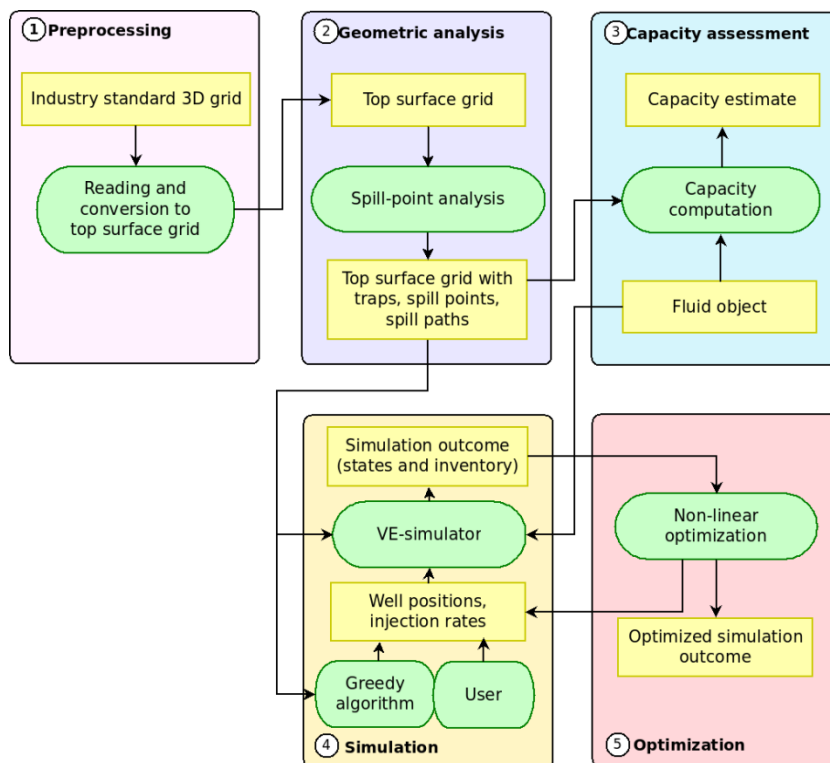 1 Preprocessing
Industry standard 3D grid
Reading and
conversion to
top surface grid
2 Geometric analysis
Top surface grid
Spill-point analysis
Top surface grid with
traps, spill points,
spill paths
3 Capacity assessment
Capacity estimate
Capacity
computation
Fluid object
Simulation outcome
(states and inventory)
VE-simulator
Well positions,
injection rates
Greedy
algorithm
User
4 Simulation
Non-linear
optimization
Optimized simulation
outcome
5 Optimization